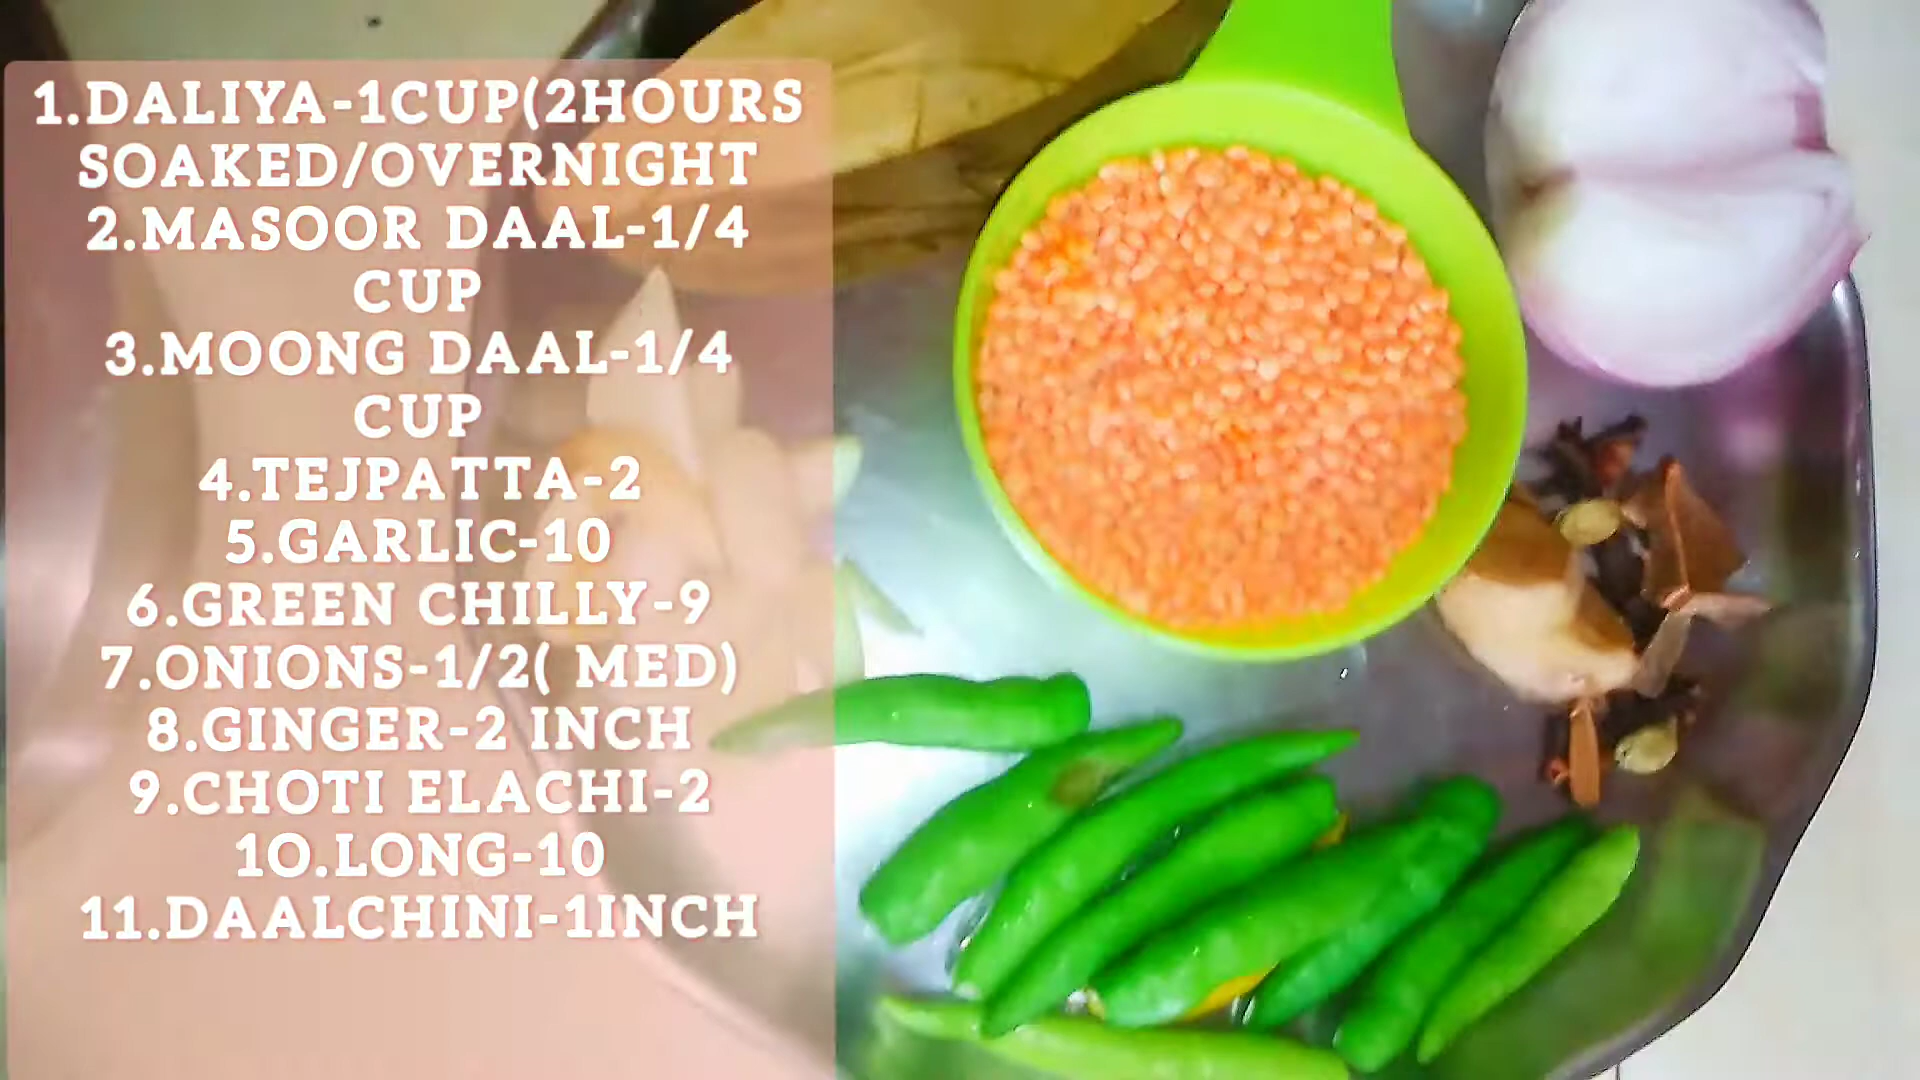 1.DALIYA-1CUP(2HOURS
SOAKED/OVERNIGHT
2.MASOOR DAAL-1/4
CUP
3.MOONG DAAL-1/4
CUP
4.TEJPATTA-2
5.GARLIC-10
6.GREEN CHILLY-9
7.ONIONS-1/2( MED)
8.GINGER-2 INCH
9.CHOTI ELACHI-2
10.LONG-10
11.DAALCHINI-1INCH